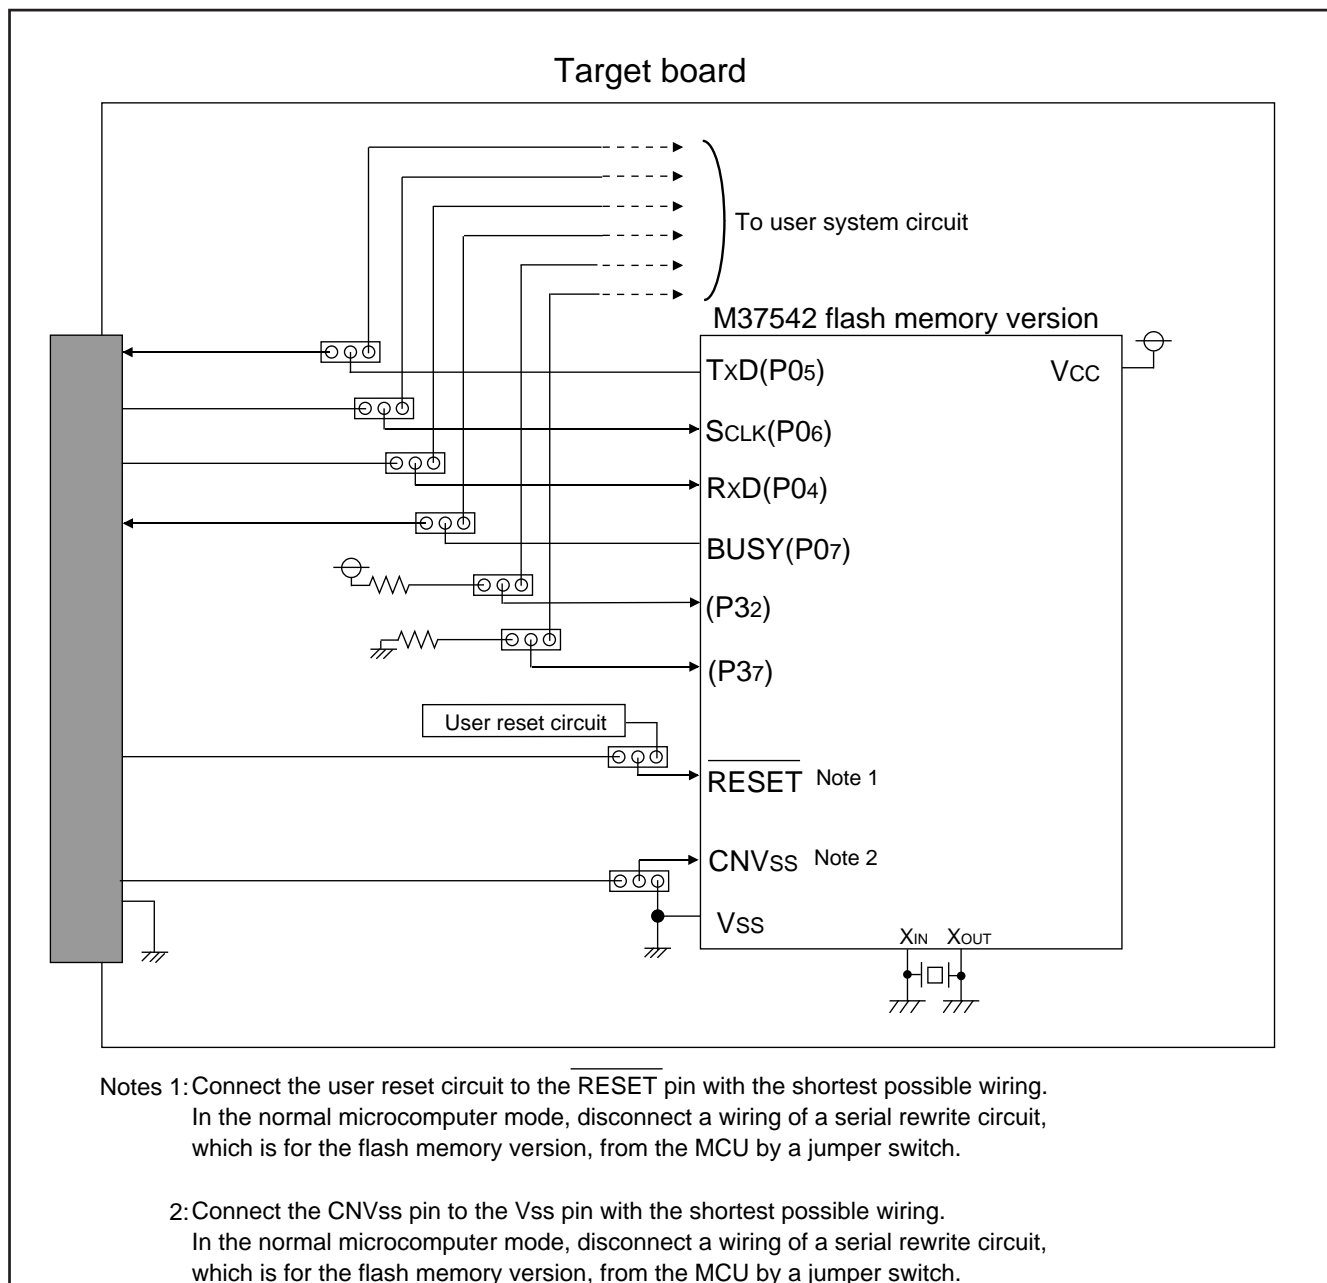 Target board
To user system circuit
M37542 flash memory version
TxD(P05)
VCC
SCLK(P06)
RxD(P04)
BUSY(P07)
(P32)
(P37)
User reset circuit
RESET Note 1
CNVSS Note 2
VSS
XIN XOUT
Notes 1: Connect the user reset circuit to the RESET pin with the shortest possible wiring.
In the normal microcomputer mode, disconnect a wiring of a serial rewrite circuit,
which is for the flash memory version, from the MCU by a jumper switch.
2: Connect the CNVss pin to the Vss pin with the shortest possible wiring.
In the normal microcomputer mode, disconnect a wiring of a serial rewrite circuit,
which is for the flash memory version, from the MCU by a jumper switch.